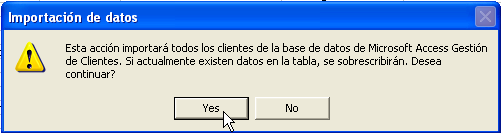 Importación de datos
Esta acción importará todos los clientes de la base de datos de Microsoft Access Gestión
de Clientes. Si actualmente existen datos en la tabla, se sobrescribirán. Desea
continuar?
Yes
No